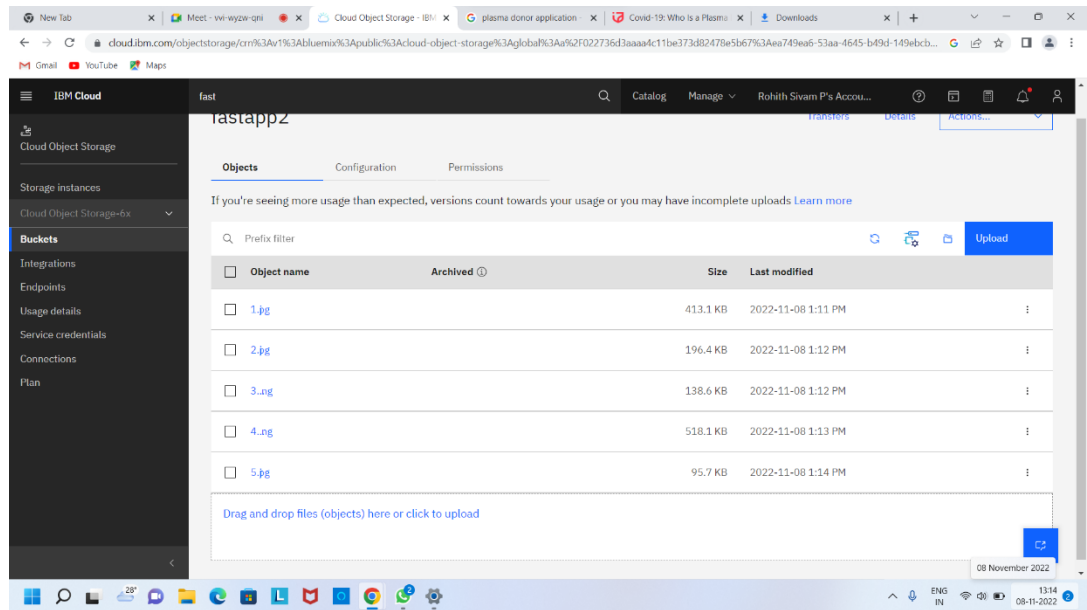 New Tab
Meet - vvi-wyzw-qni
Cloud Object Storage - IBM
plasma donor application -
Covid-19: Who Is a Plasma
Downloads
cloud.ibm.com/objectstorage/crn%3Av1%3Abluemix%3Apublic%3Acloud-object-storage%3Aglobal%3Aa%2F022736d3aaaa4c11be373d82478e5b67%3Aea749ea6-53aa-4645-b49d-149ebcb...
Gmail
YouTube
Maps
IBM Cloud
fast
Catalog
Manage
Rohith Sivam P's Accou...
Cloud Object Storage
Storage instances
Cloud Object Storage-6x
Buckets
Integrations
Endpoints
Usage details
Service credentials
Connections
Plan
fastapp2
Transfers
Details
Actions...
Objects
Configuration
Permissions
If you're seeing more usage than expected, versions count towards your usage or you may have incomplete uploads Learn more
Prefix filter
Upload
Object name Archived Size Last modified
1.jpg 413.1 KB 2022-11-08 1:11 PM
2.jpg 196.4 KB 2022-11-08 1:12 PM
3..ng 138.6 KB 2022-11-08 1:12 PM
4..ng 518.1 KB 2022-11-08 1:13 PM
5.jpg 95.7 KB 2022-11-08 1:14 PM
Drag and drop files (objects) here or click to upload
08 November 2022
28°
2
ENG
IN
13:14
08-11-2022
2